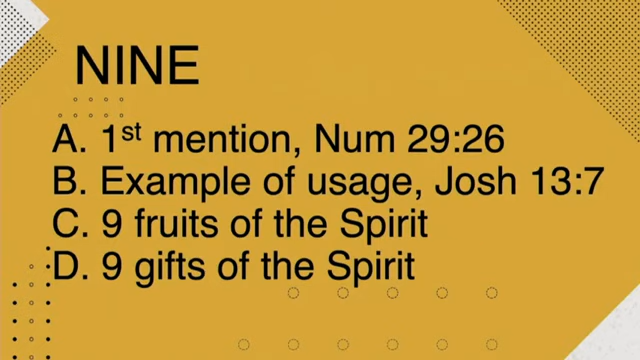 NINE
A. 1st mention, Num 29:26
B. Example of usage, Josh 13:7
C. 9 fruits of the Spirit
D. 9 gifts of the Spirit